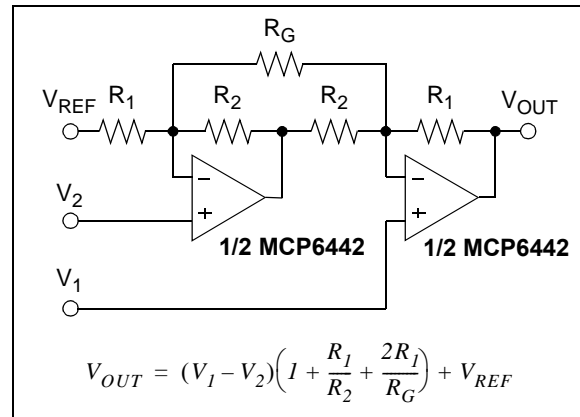 R_G
V_REF R_1 R_2 R_2 R_1 V_OUT
V_2
− + − +
1/2 MCP6442 1/2 MCP6442
V_1
V_OUT = (V_1 – V_2)(1 + R_1/R_2 + 2R_1/R_G) + V_REF